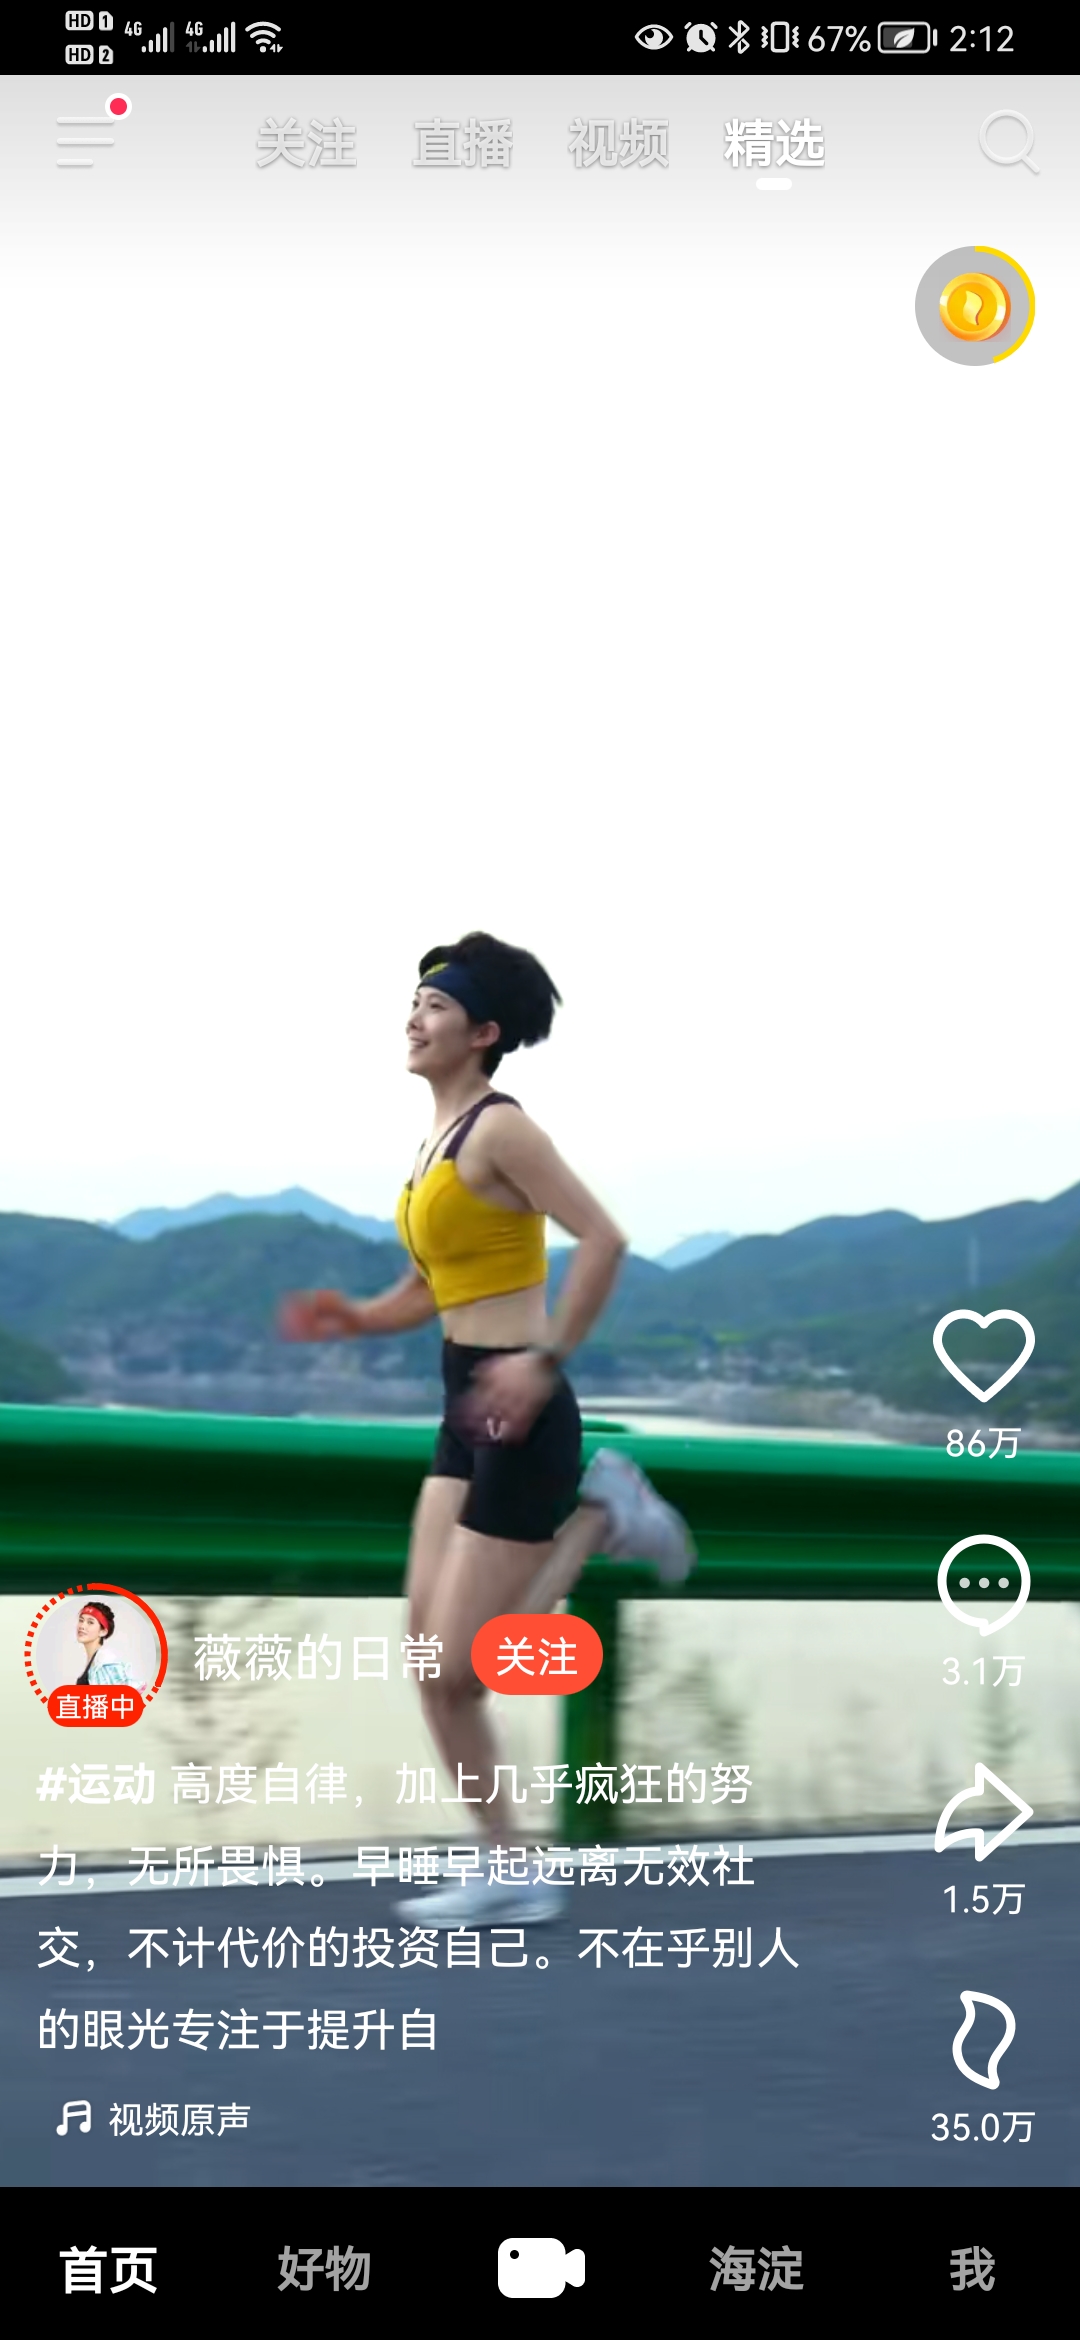 HD 1 4G 4G 67% 2:12
HD 2
关注 直播 视频 精选
86万
3.1万
薇薇的日常 关注
直播中
#运动 高度自律，加上几乎疯狂的努
力，无所畏惧。早睡早起远离无效社
交，不计代价的投资自己。不在乎别人
的眼光专注于提升自
1.5万
视频原声
35.0万
首页 好物 海淀 我